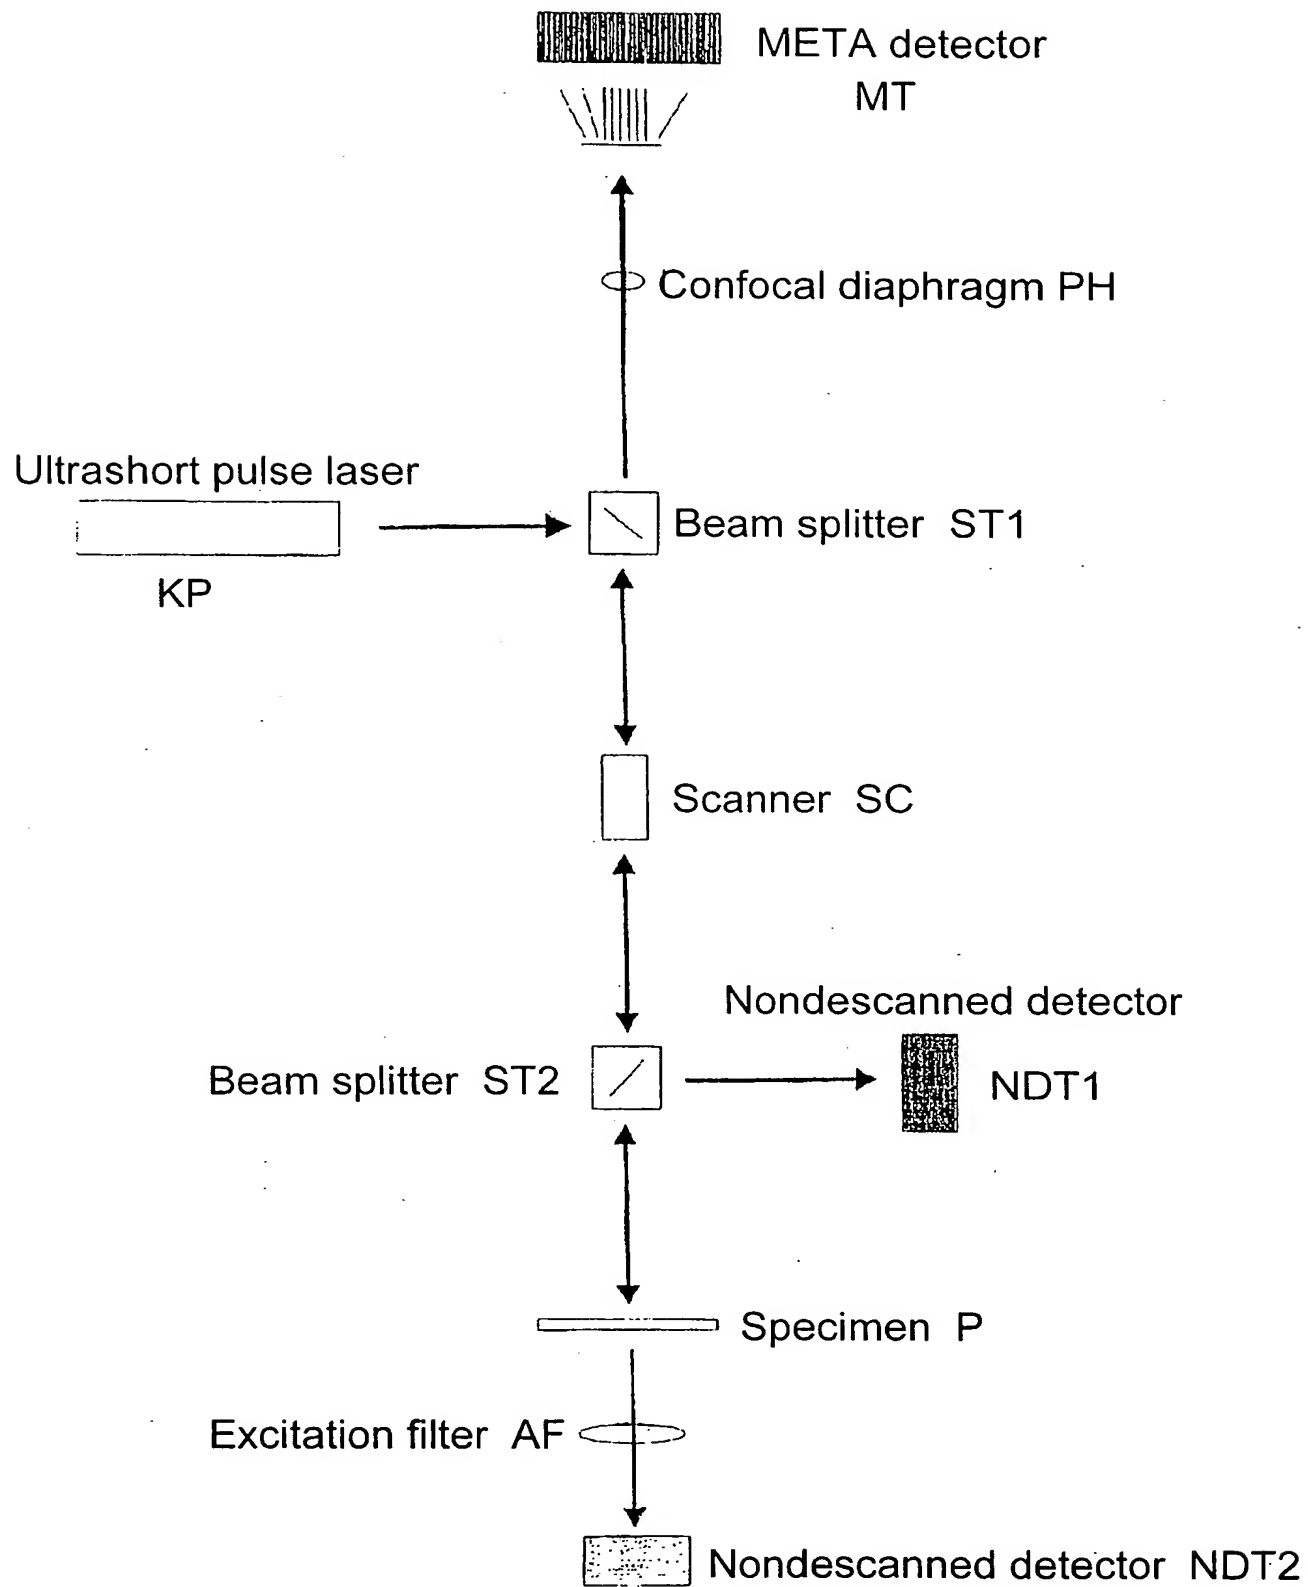 META detector
MT
Confocal diaphragm PH
Ultrashort pulse laser
Beam splitter ST1
KP
Scanner SC
Nondescanned detector
Beam splitter ST2
NDT1
Specimen P
Excitation filter AF
Nondescanned detector NDT2